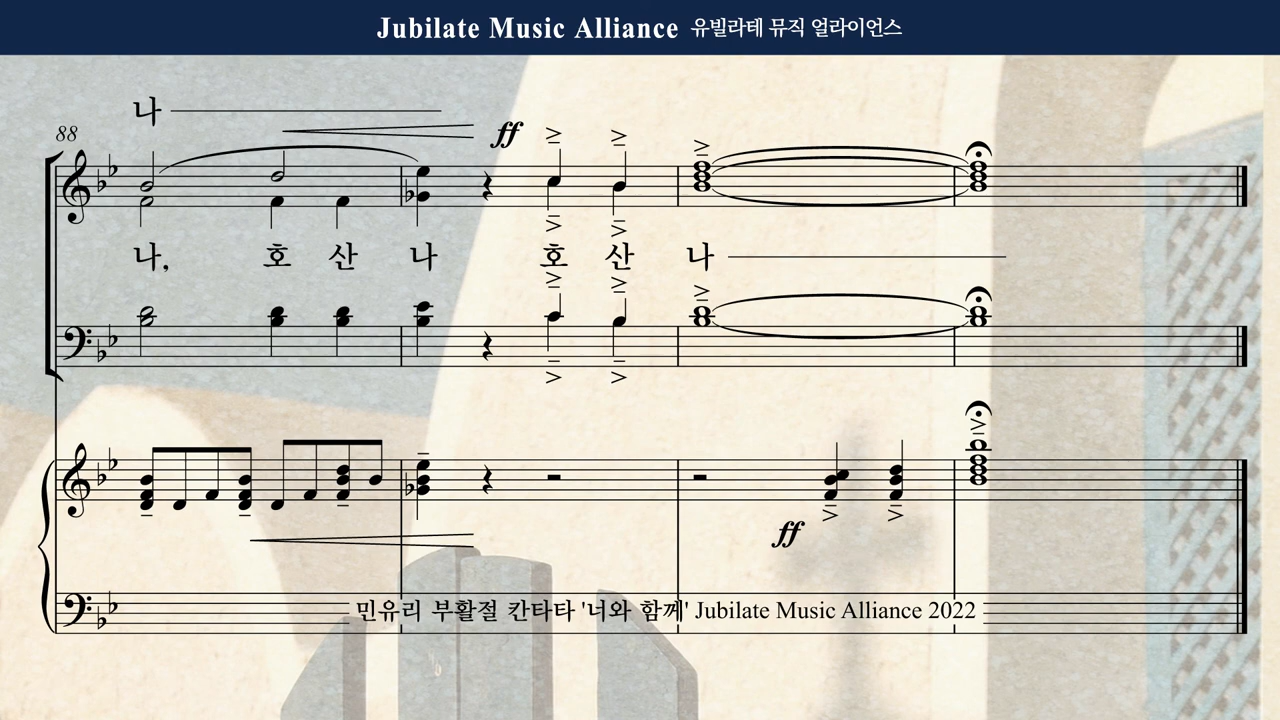 Jubilate Music Alliance 유빌라테 뮤직 얼라이언스
나
88
ff
나, 호 산 나 호 산 나
ff
민유리 부활절 칸타타 '너와 함께' Jubilate Music Alliance 2022